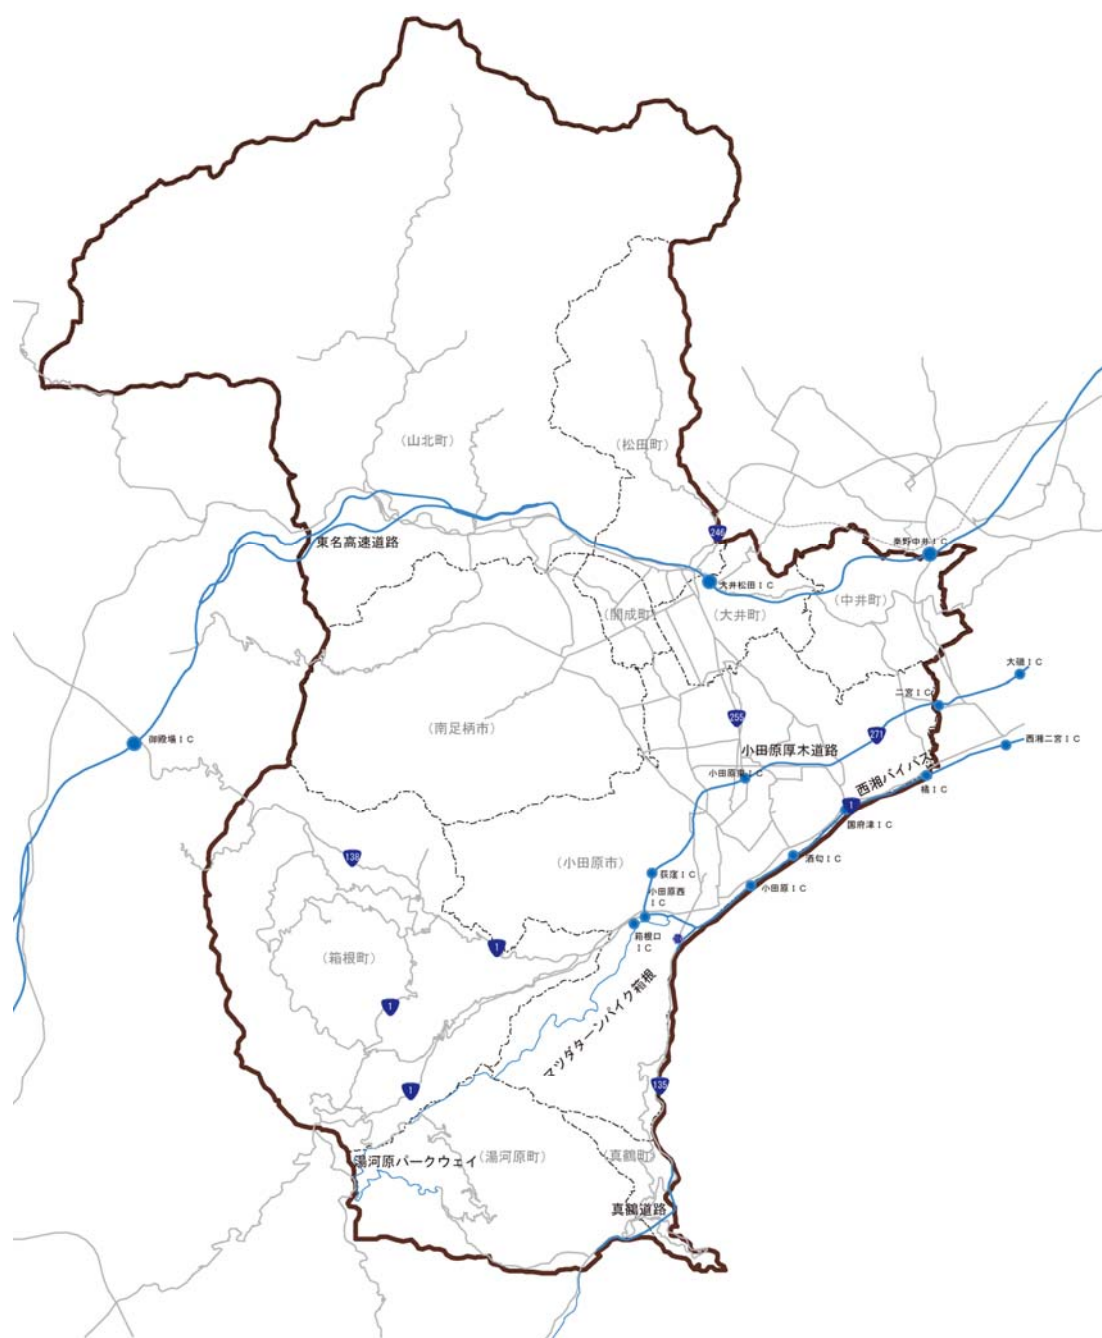 （山北町）
（松田町）
246
東名高速道路
秦野中井ＩＣ
大井松田ＩＣ
（開成町）
（大井町）
（中井町）
大磯ＩＣ
二宮ＩＣ
255
（南足柄市）
271
御殿場ＩＣ
西湘二宮ＩＣ
小田原厚木道路
小田原東ＩＣ
西湘バイパス
橘ＩＣ
1
国府津ＩＣ
138
酒匂ＩＣ
（小田原市）
荻窪ＩＣ
小田原ＩＣ
小田原西
ＩＣ
箱根口
ＩＣ
1
（箱根町）
マツダターンパイク箱根
1
135
1
湯河原パークウェイ
（湯河原町）
（真鶴町）
真鶴道路